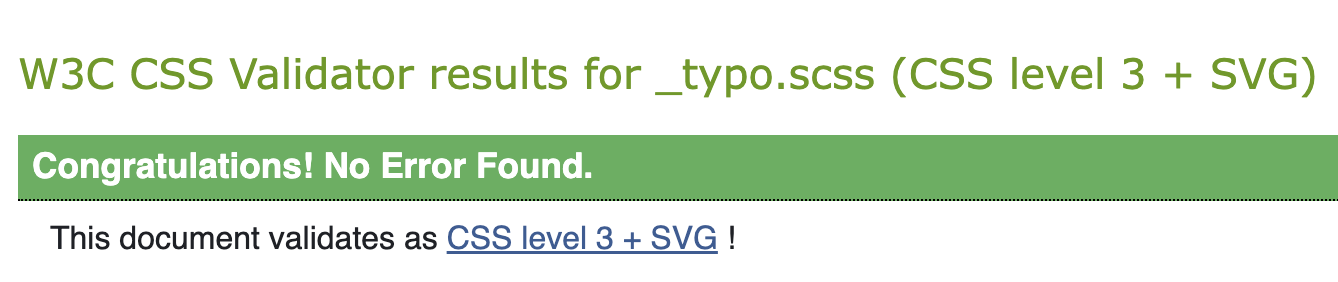 W3C CSS Validator results for _typo.scss (CSS level 3 + SVG)
Congratulations! No Error Found.
This document validates as CSS level 3 + SVG !